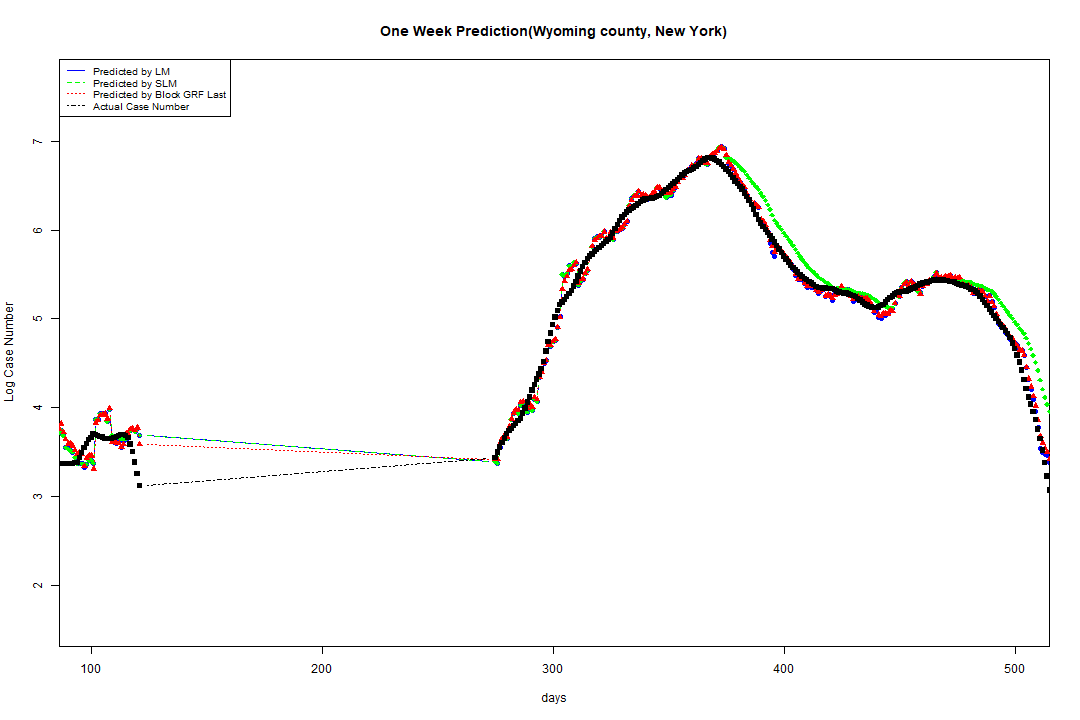 One Week Prediction(Wyoming county, New York)
Predicted by LM
Predicted by SLM
Predicted by Block GRF Last
Actual Case Number
7
6
5
4
3
2
Log Case Number
100 200 300 400 500
days